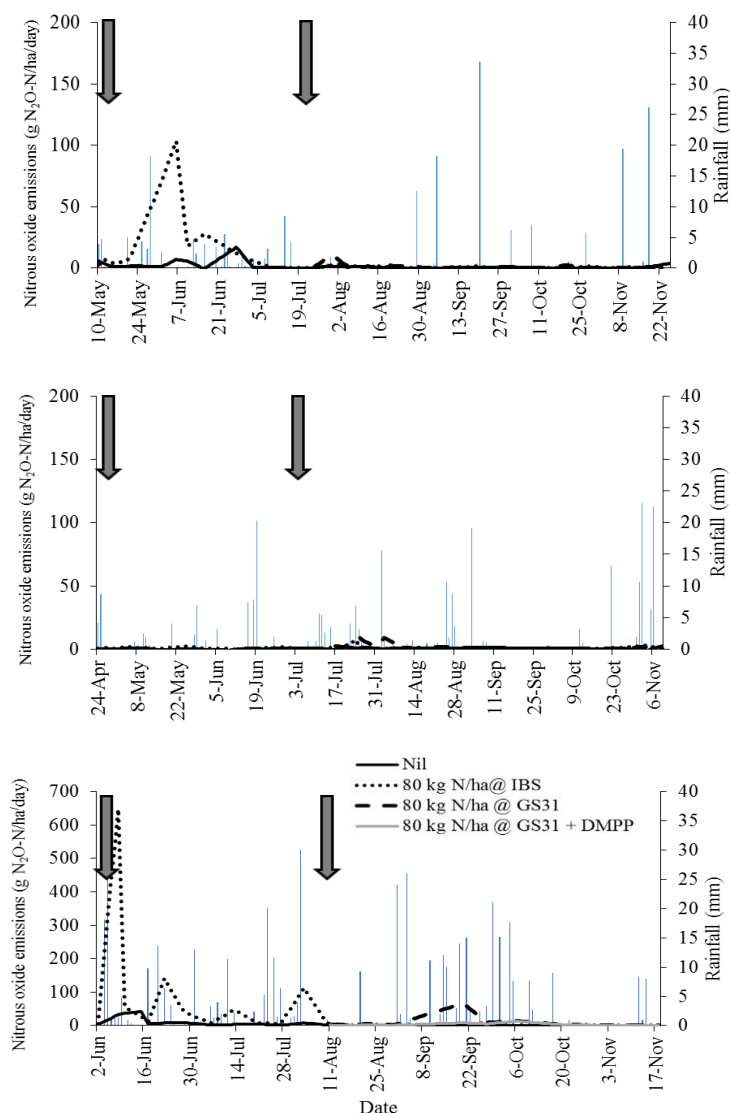 Nitrous oxide emissions (g N₂O-N/ha/day)
200
150
100
50
0
40
35
30
25
20
15
10
5
0
Rainfall (mm)
10-May
24-May
7-Jun
21-Jun
5-Jul
19-Jul
2-Aug
16-Aug
30-Aug
13-Sep
27-Sep
11-Oct
25-Oct
8-Nov
22-Nov
Nitrous oxide emissions (g N₂O-N/ha/day)
200
150
100
50
0
40
35
30
25
20
15
10
5
0
Rainfall (mm)
24-Apr
8-May
22-May
5-Jun
19-Jun
3-Jul
17-Jul
31-Jul
14-Aug
28-Aug
11-Sep
25-Sep
9-Oct
23-Oct
6-Nov
Nil
80 kg N/ha@ IBS
80 kg N/ha @ GS31
80 kg N/ha @ GS31 + DMPP
Nitrous oxide emissions (g N₂O-N/ha/day)
700
600
500
400
300
200
100
0
40
35
30
25
20
15
10
5
0
Rainfall (mm)
2-Jun
16-Jun
30-Jun
14-Jul
28-Jul
11-Aug
25-Aug
8-Sep
22-Sep
6-Oct
20-Oct
3-Nov
17-Nov
Date